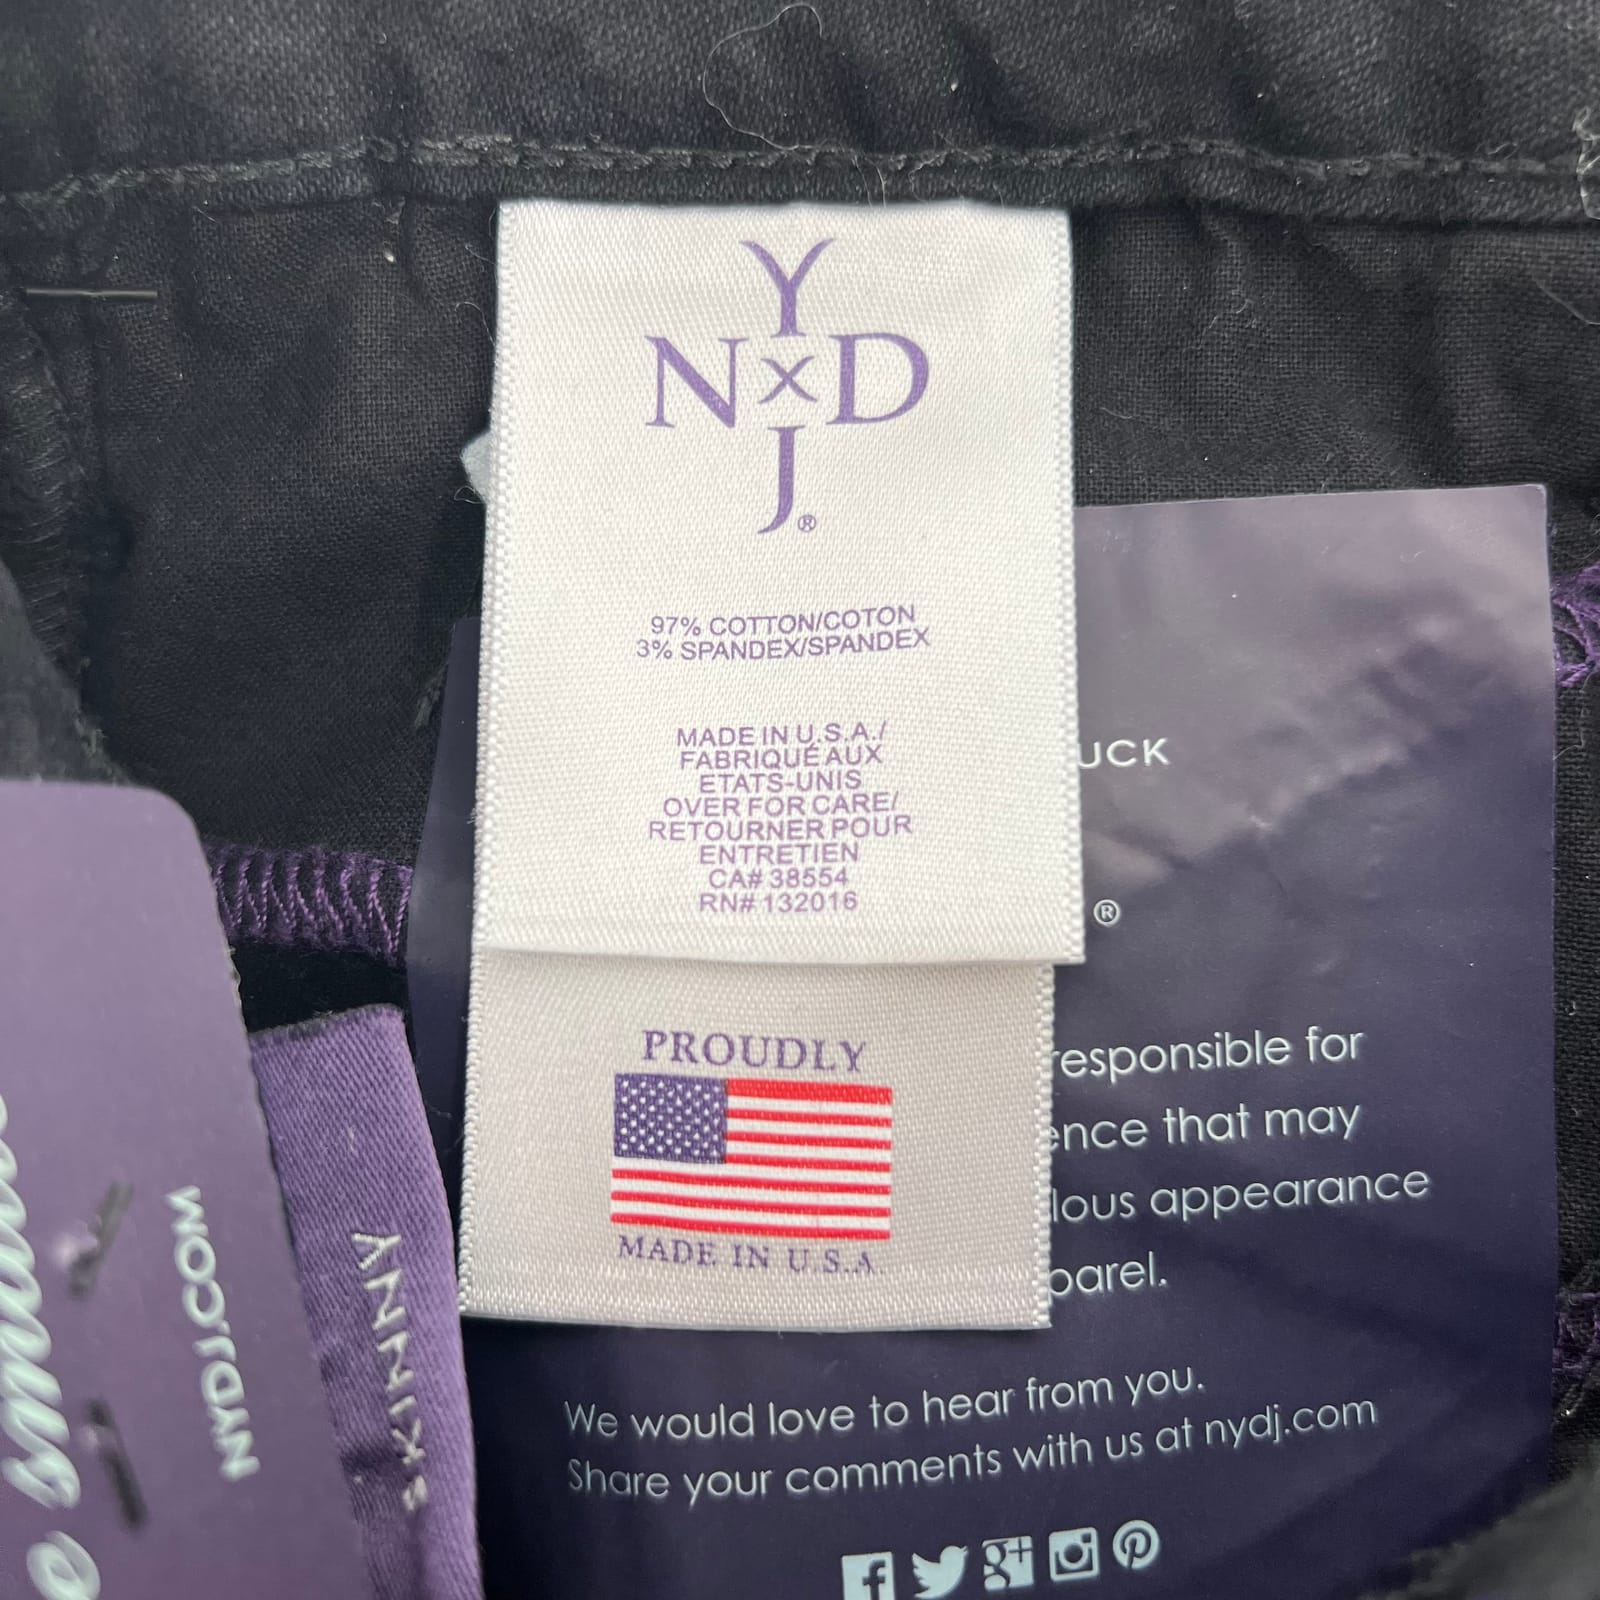 Y
N x D
J®
97% COTTON/COTON
3% SPANDEX/SPANDEX
MADE IN U.S.A./
FABRIQUÉ AUX
ETATS-UNIS
OVER FOR CARE/
RETOURNER POUR
ENTRETIEN
CA# 38554
RN# 132016
PROUDLY
MADE IN U.S.A.
UCK
®
responsible for
ence that may
lous appearance
parel.
We would love to hear from you.
Share your comments with us at nydj.com
f
g+
NYDJ.COM
SKINNY